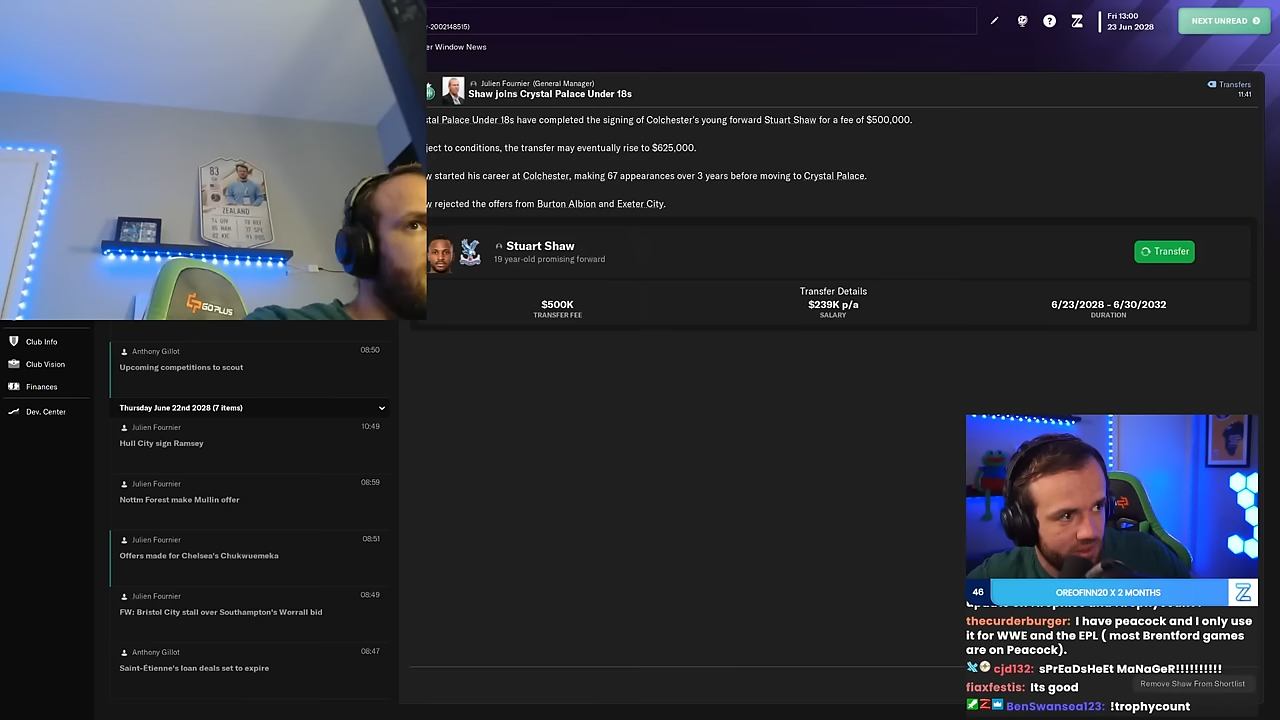 r-2002148515)
er Window News
Fri 13:00
23 Jun 2028
NEXT UNREAD
Julien Fournier (General Manager)
Shaw joins Crystal Palace Under 18s
Transfers
11:41
stal Palace Under 18s have completed the signing of Colchester's young forward Stuart Shaw for a fee of $500,000.
ject to conditions, the transfer may eventually rise to $625,000.
w started his career at Colchester, making 67 appearances over 3 years before moving to Crystal Palace.
w rejected the offers from Burton Albion and Exeter City.
Stuart Shaw
19 year-old promising forward
Transfer
Transfer Details
$500K
TRANSFER FEE
$239K p/a
SALARY
6/23/2028 - 6/30/2032
DURATION
83
ZEALAND
GO PLUS
Club Info
Club Vision
Finances
Dev. Center
Anthony Gillot
08:50
Upcoming competitions to scout
Thursday June 22nd 2028 (7 items)
Julien Fournier
10:49
Hull City sign Ramsey
Julien Fournier
08:59
Nottm Forest make Mullin offer
Julien Fournier
08:51
Offers made for Chelsea's Chukwuemeka
Julien Fournier
08:49
FW: Bristol City stall over Southampton's Worrall bid
Anthony Gillot
08:47
Saint-Étienne's loan deals set to expire
46
OREOFINN20 X 2 MONTHS
thecurderburger: I have peacock and I only use
it for WWE and the EPL ( most Brentford games
are on Peacock).
cjd132: sPrEaDsHeEt MaNaGeR!!!!!!!!!!
fiaxfestis: Its good
Remove Shaw From Shortlist
BenSwansea123: !trophycount